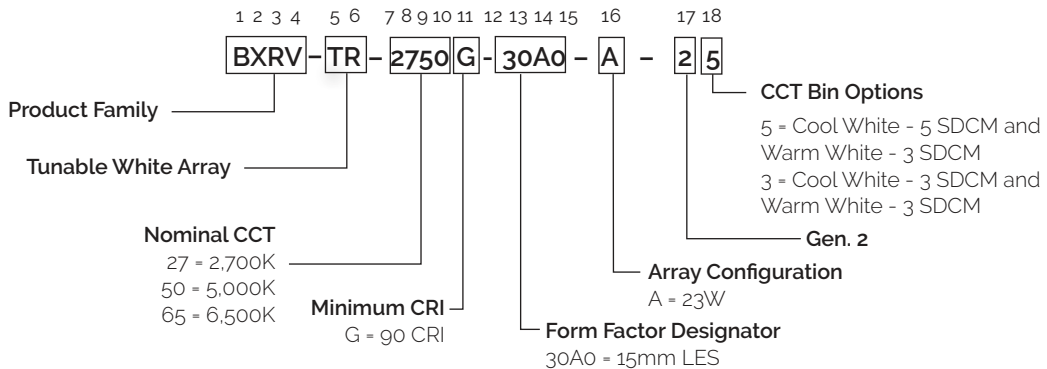 1 2 3 4 5 6 7 8 9 10 11 12 13 14 15 16 17 18
BXRV – TR – 2750 G - 30A0 – A – 2 5
Product Family
Tunable White Array
Nominal CCT
27 = 2,700K
50 = 5,000K
65 = 6,500K
Minimum CRI
G = 90 CRI
Form Factor Designator
30A0 = 15mm LES
Array Configuration
A = 23W
Gen. 2
CCT Bin Options
5 = Cool White - 5 SDCM and
Warm White - 3 SDCM
3 = Cool White - 3 SDCM and
Warm White - 3 SDCM